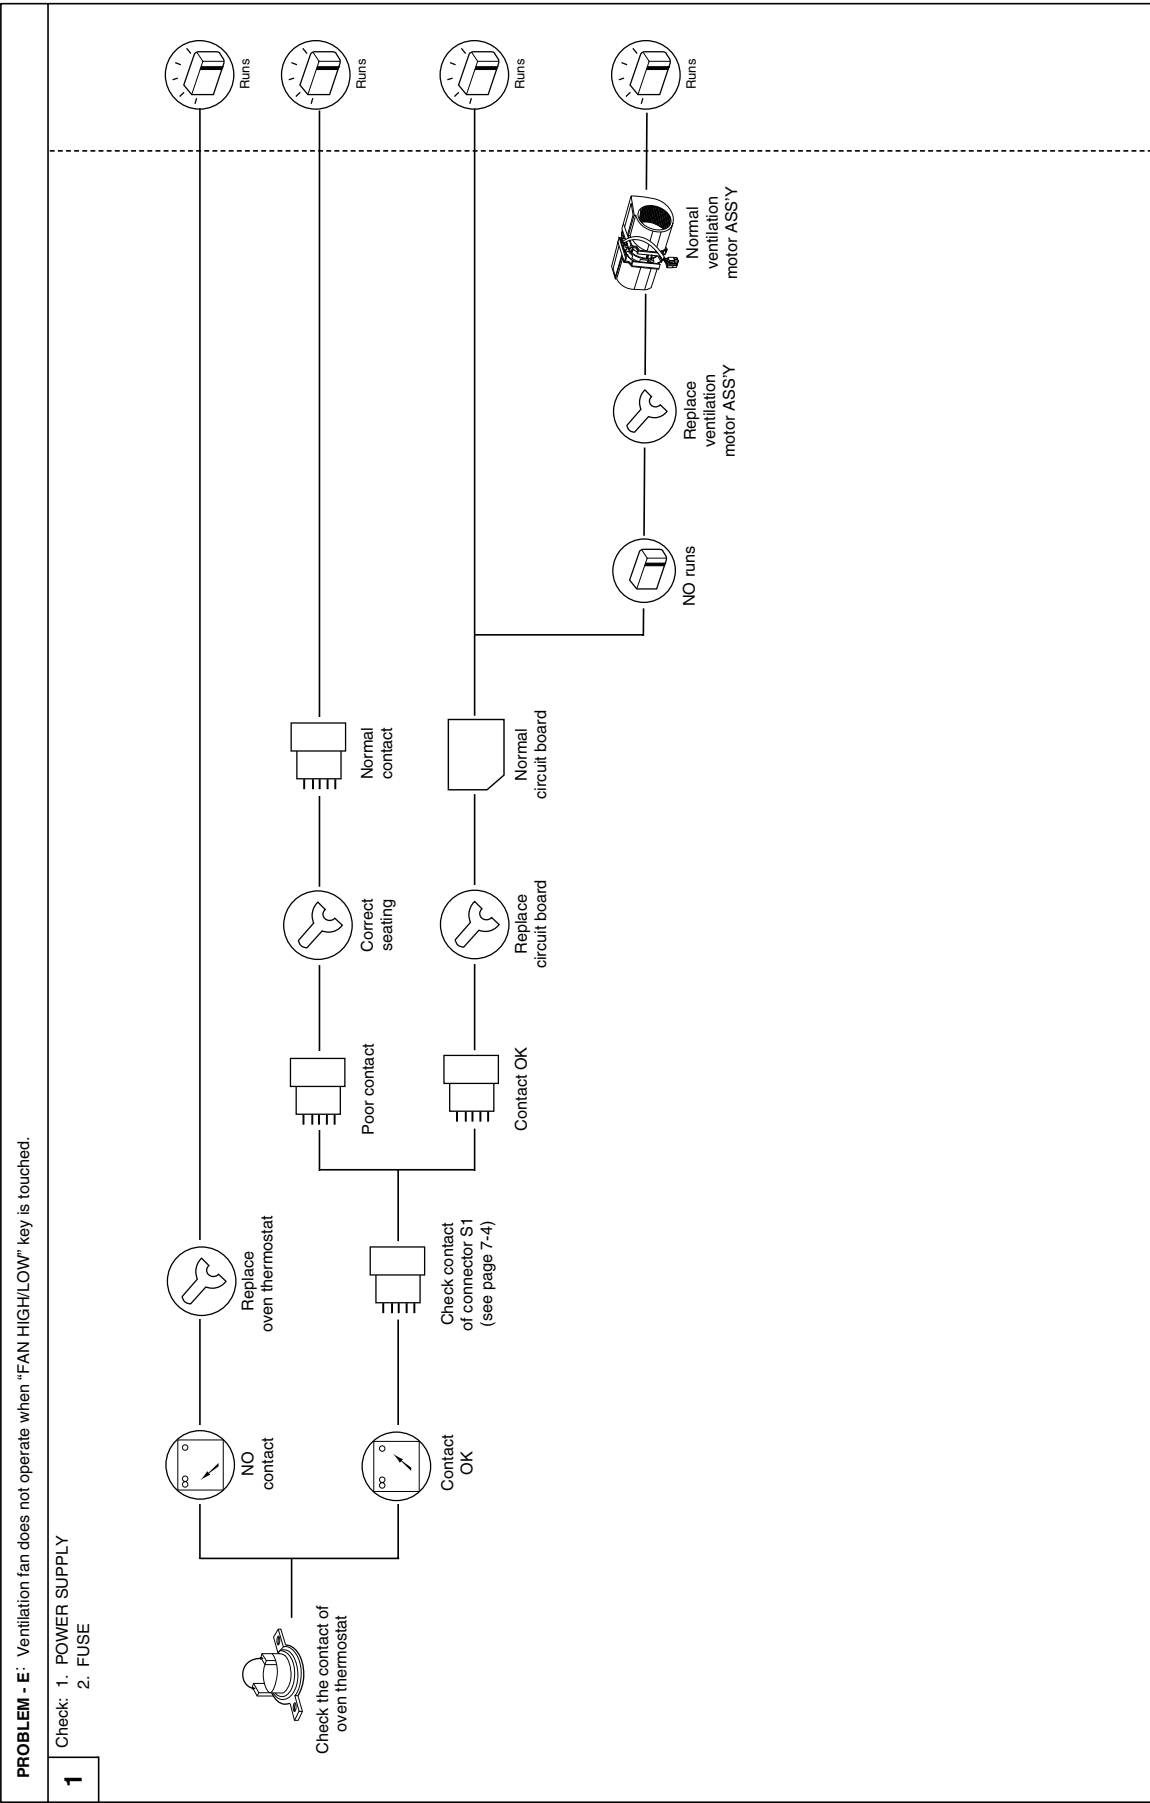 PROBLEM - E: Ventilation fan does not operate when “FAN HIGH/LOW” key is touched.
1
Check: 1. POWER SUPPLY
2. FUSE
Check the contact of
oven thermostat
NO
contact
Replace
oven thermostat
Runs
Contact
OK
Check contact
of connector S1
(see page 7-4)
Poor contact
Correct
seating
Normal
contact
Runs
Contact OK
Replace
circuit board
Normal
circuit board
Runs
NO runs
Replace
ventilation
motor ASS'Y
Normal
ventilation
motor ASS'Y
Runs